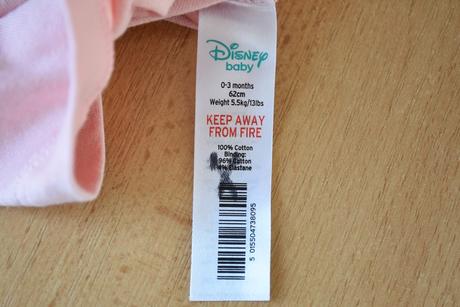 Disney
baby
0-3 months
62cm
Weight 5.5kg/13lbs
KEEP AWAY
FROM FIRE
100% Cotton
Binding:
96% Cotton
4% Elastane
5 015504738095